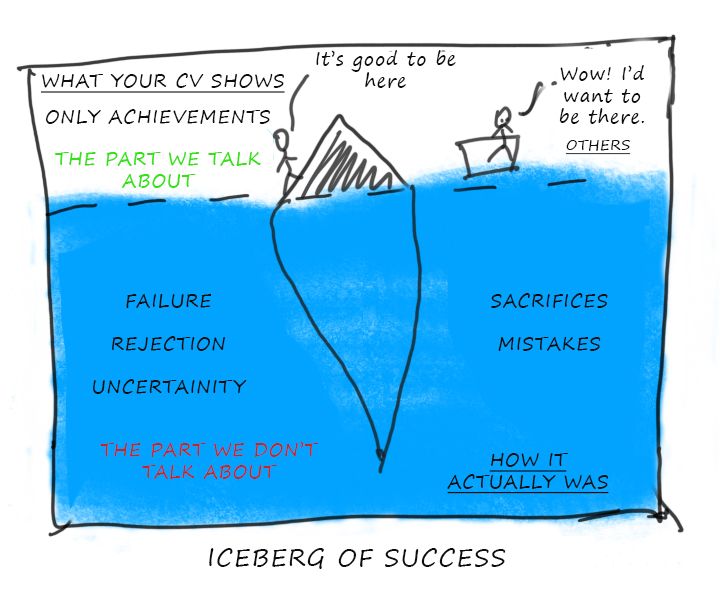 It's good to be
here
WHAT YOUR CV SHOWS
ONLY ACHIEVEMENTS
THE PART WE TALK
ABOUT
Wow! I'd
want to
be there.
OTHERS
FAILURE
REJECTION
UNCERTAINITY
SACRIFICES
MISTAKES
THE PART WE DON'T
TALK ABOUT
HOW IT
ACTUALLY WAS
ICEBERG OF SUCCESS